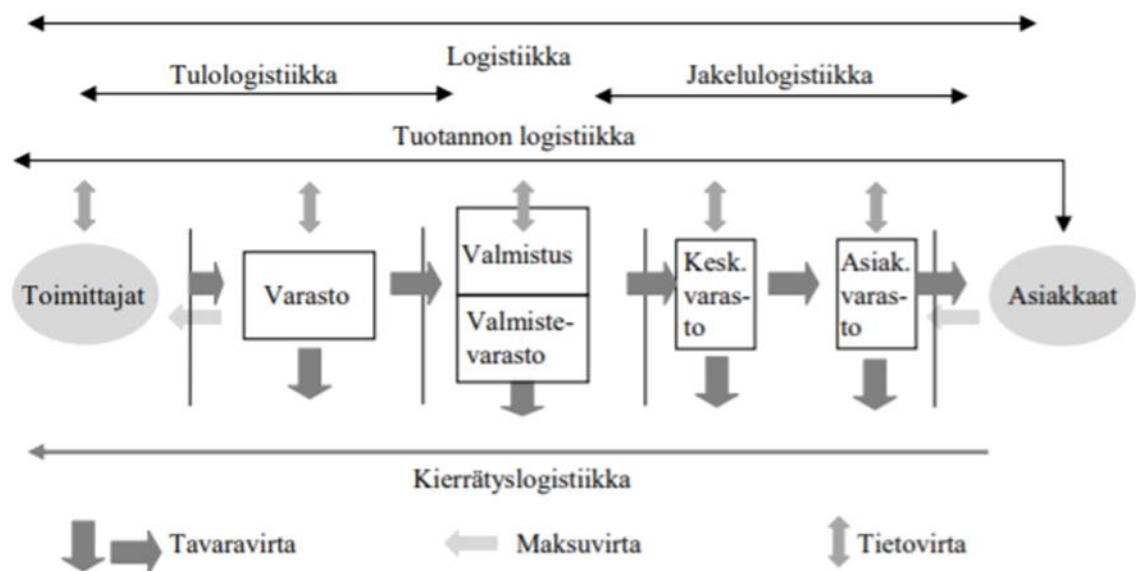 Logistiikka
Tulologistiikka
Jakelulogistiikka
Tuotannon logistiikka
Toimittajat
Varasto
Valmistus
Valmiste-
varasto
Kesk.
varas-
to
Asiak.
varas-
to
Asiakkaat
Kierrätyslogistiikka
Tavaravirta
Maksuvirta
Tietovirta